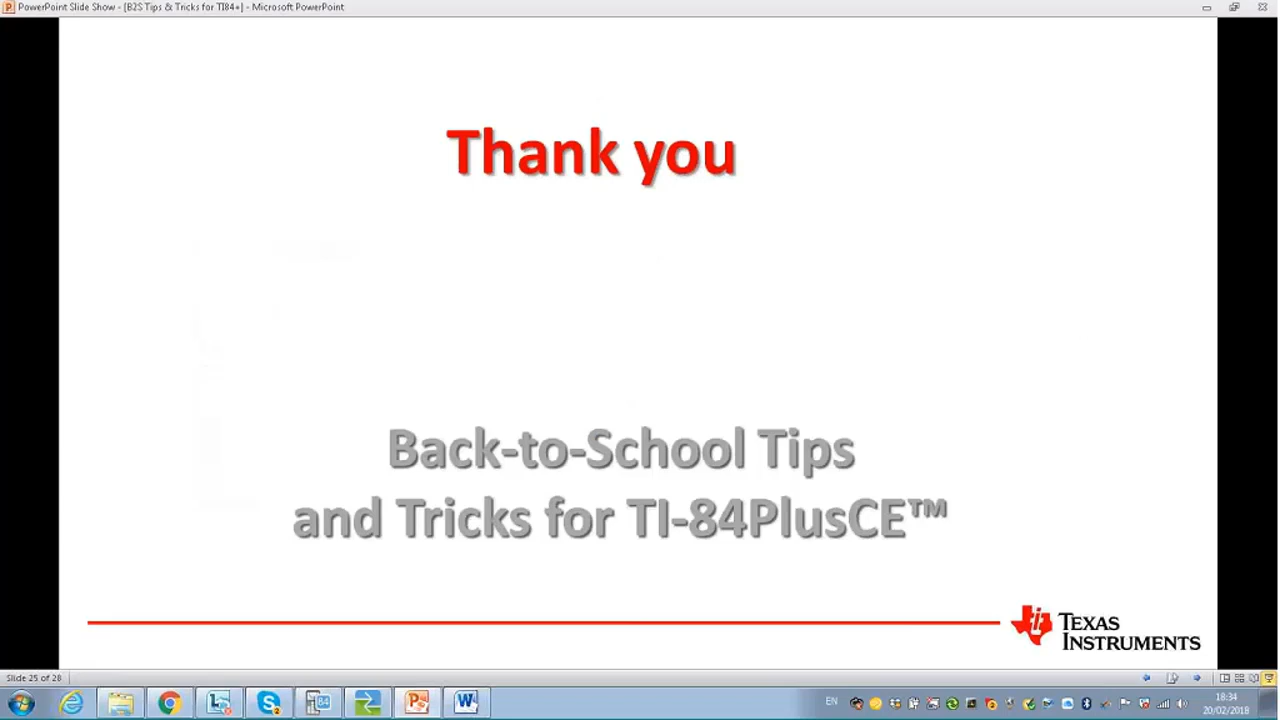 PowerPoint Slide Show - [B2S Tips & Tricks for TI84+] - Microsoft PowerPoint
Thank you
Back-to-School Tips
and Tricks for TI-84PlusCE™
TEXAS
INSTRUMENTS
Slide 25 of 28
EN
18:34
20/02/2018